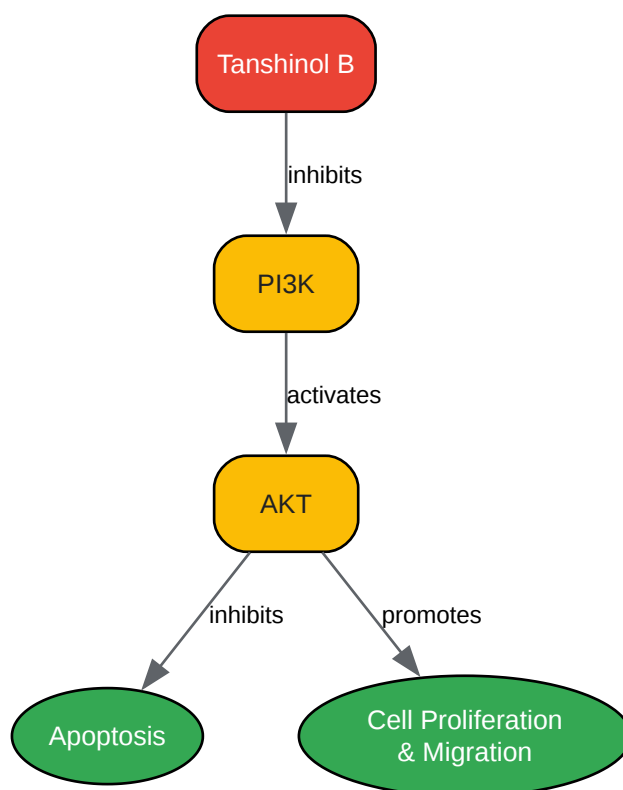 Tanshinol B
inhibits
PI3K
activates
AKT
inhibits
promotes
Apoptosis
Cell Proliferation
& Migration